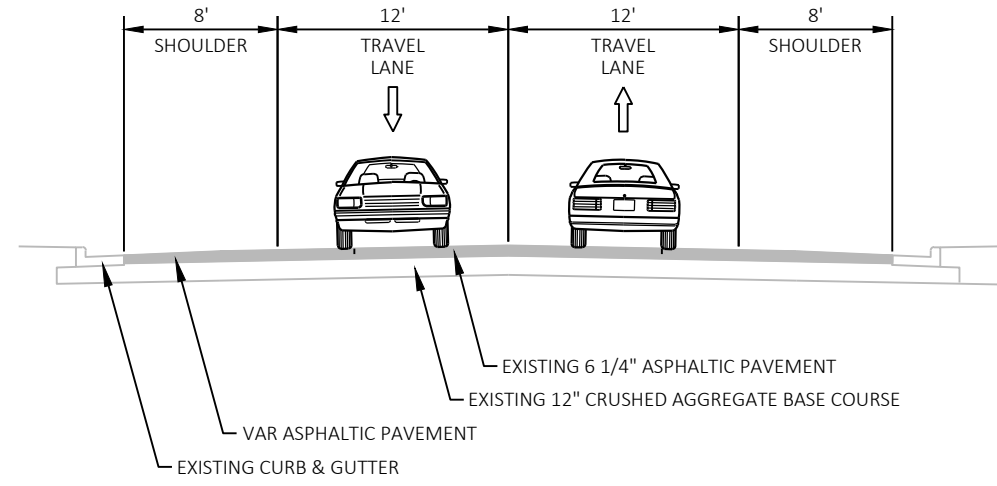 8' 12' 12' 8'
SHOULDER TRAVEL TRAVEL SHOULDER
LANE LANE
EXISTING 6 1/4" ASPHALTIC PAVEMENT
EXISTING 12" CRUSHED AGGREGATE BASE COURSE
VAR ASPHALTIC PAVEMENT
EXISTING CURB & GUTTER